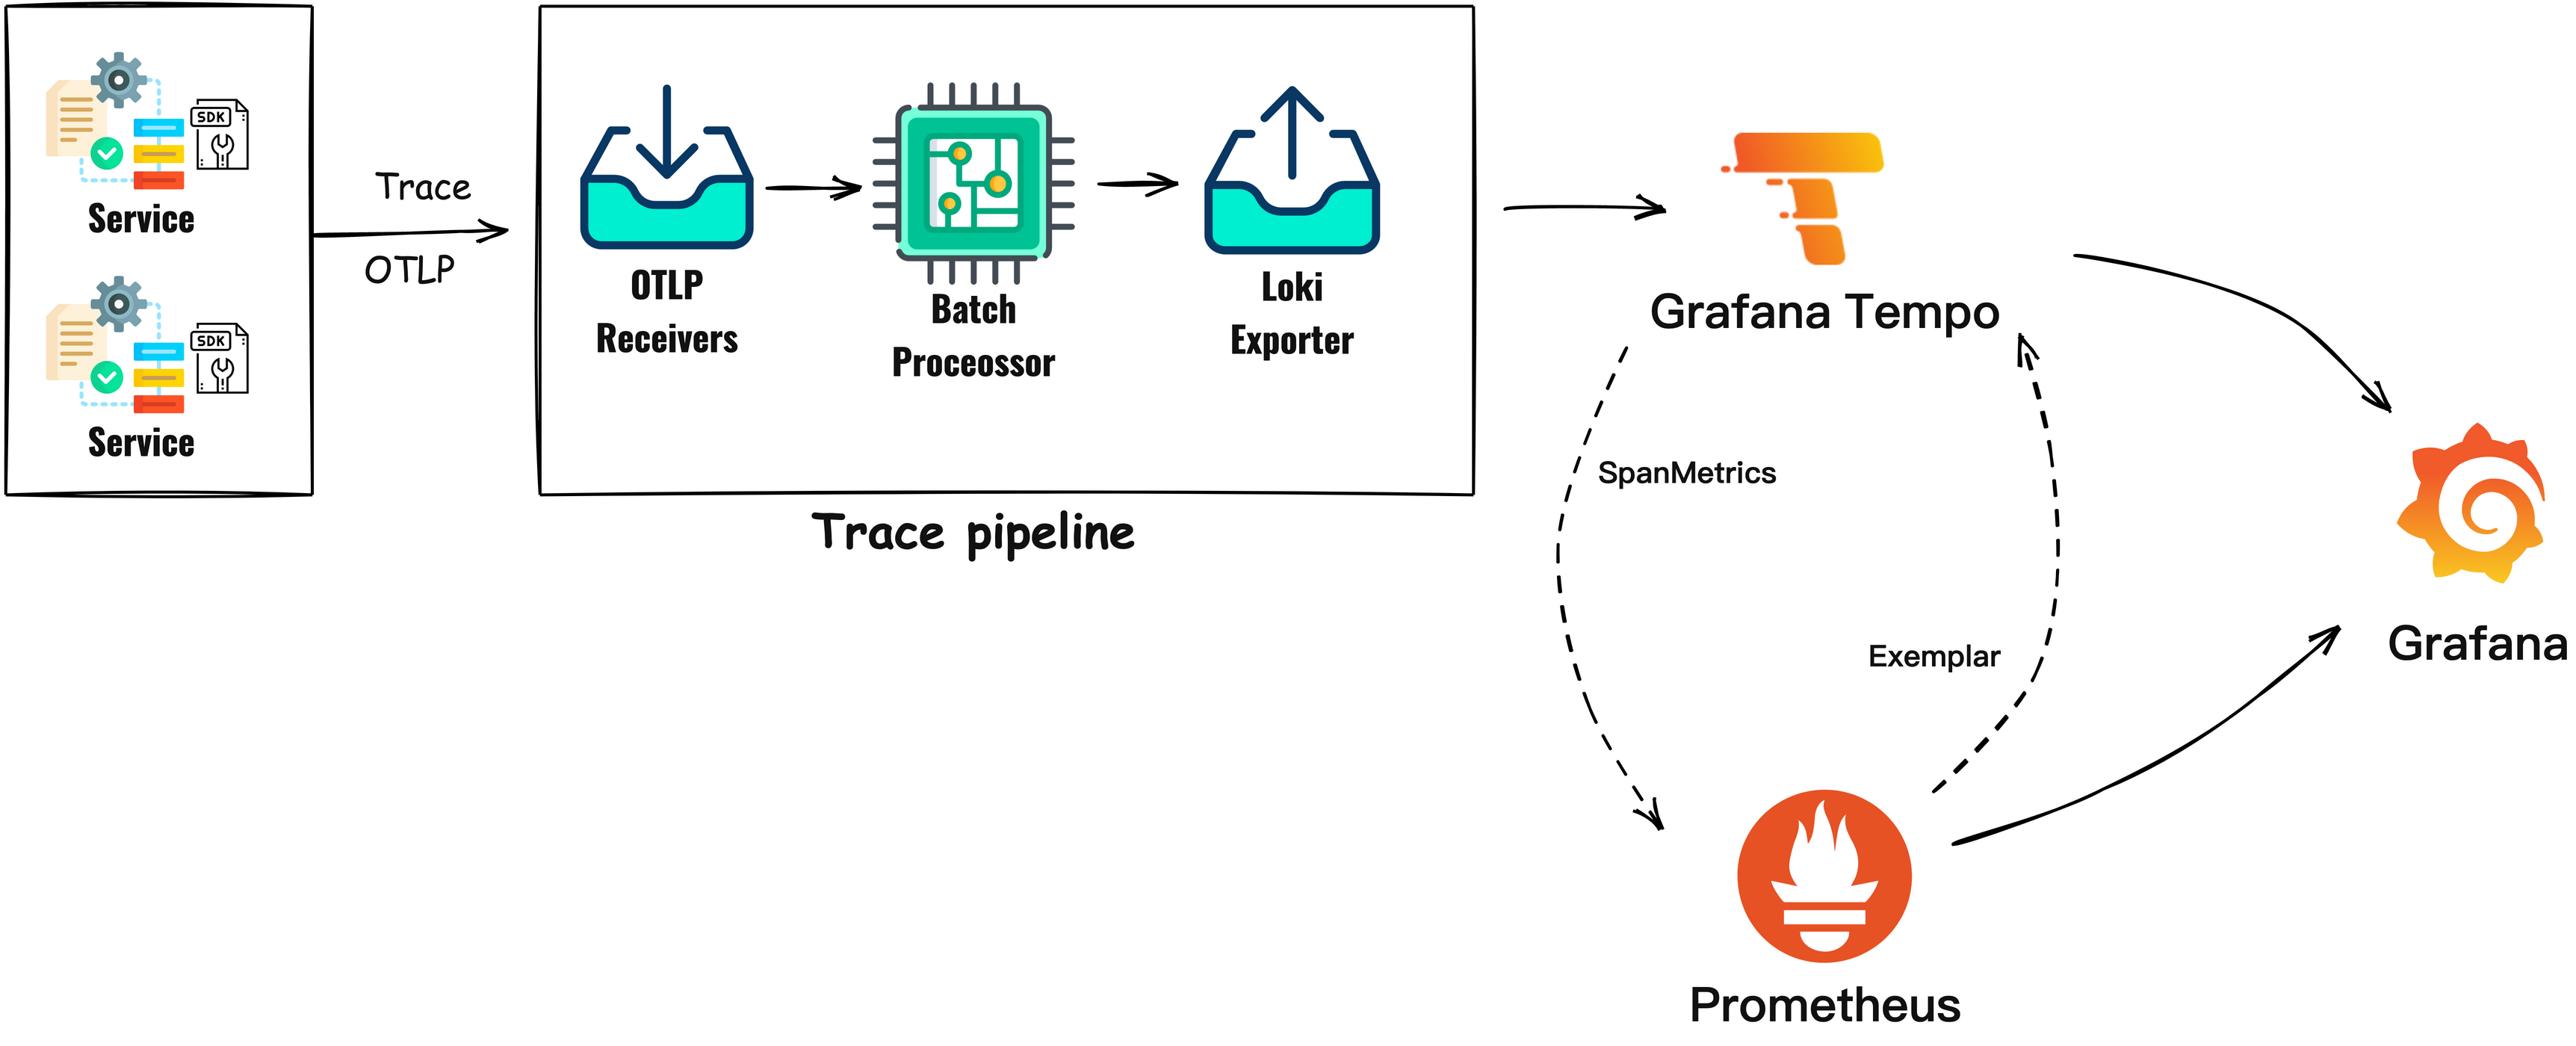 SDK
Service
SDK
Service
Trace
OTLP
OTLP
Receivers
Batch
Proceossor
Loki
Exporter
Trace pipeline
Grafana Tempo
SpanMetrics
Exemplar
Grafana
Prometheus